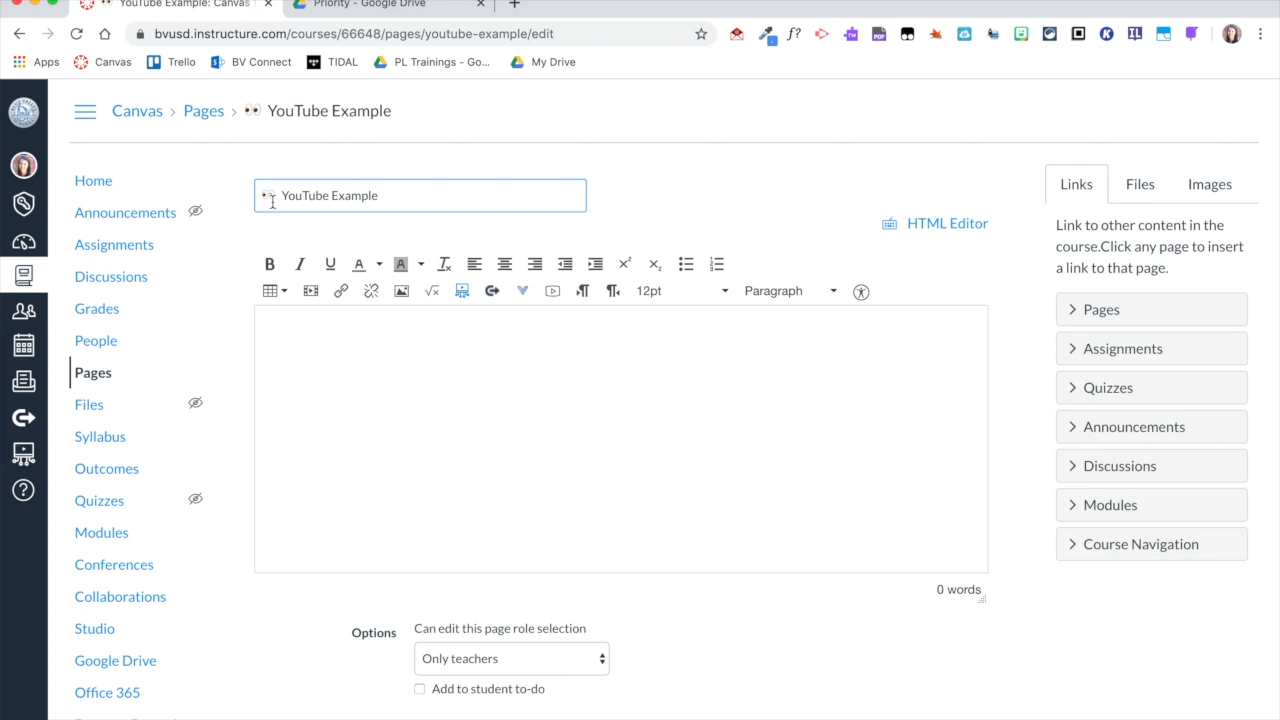 YouTube Example: Canvas
Priority - Google Drive
bvusd.instructure.com/courses/66648/pages/youtube-example/edit
Apps Canvas Trello BV Connect TIDAL PL Trainings - Go... My Drive
Canvas > Pages > 👀 YouTube Example
Home
Announcements
Assignments
Discussions
Grades
People
Pages
Files
Syllabus
Outcomes
Quizzes
Modules
Conferences
Collaborations
Studio
Google Drive
Office 365
👀 YouTube Example
HTML Editor
12pt Paragraph
0 words
Options
Can edit this page role selection
Only teachers
Add to student to-do
Links Files Images
Link to other content in the
course.Click any page to insert
a link to that page.
Pages
Assignments
Quizzes
Announcements
Discussions
Modules
Course Navigation